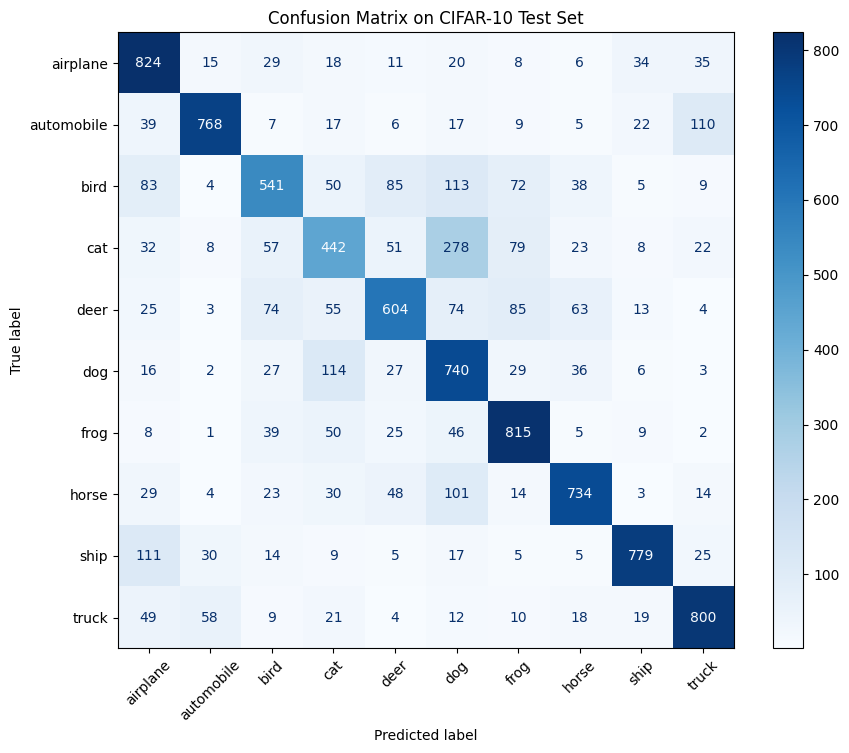 Confusion Matrix on CIFAR-10 Test Set
airplane 824 15 29 18 11 20 8 6 34 35
automobile 39 768 7 17 6 17 9 5 22 110
bird 83 4 541 50 85 113 72 38 5 9
cat 32 8 57 442 51 278 79 23 8 22
deer 25 3 74 55 604 74 85 63 13 4
dog 16 2 27 114 27 740 29 36 6 3
frog 8 1 39 50 25 46 815 5 9 2
horse 29 4 23 30 48 101 14 734 3 14
ship 111 30 14 9 5 17 5 5 779 25
truck 49 58 9 21 4 12 10 18 19 800
True label
airplane automobile bird cat deer dog frog horse ship truck
Predicted label
800
700
600
500
400
300
200
100